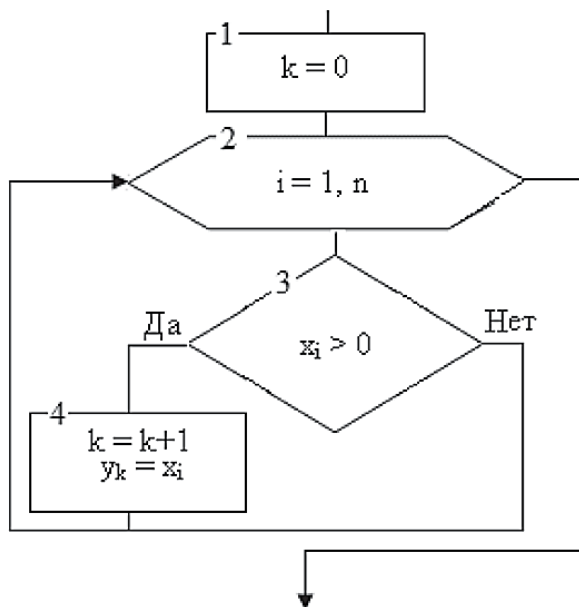 1
k = 0
2
i = 1, n
3
Да
Нет
xᵢ > 0
4
k = k+1
yₖ = xᵢ